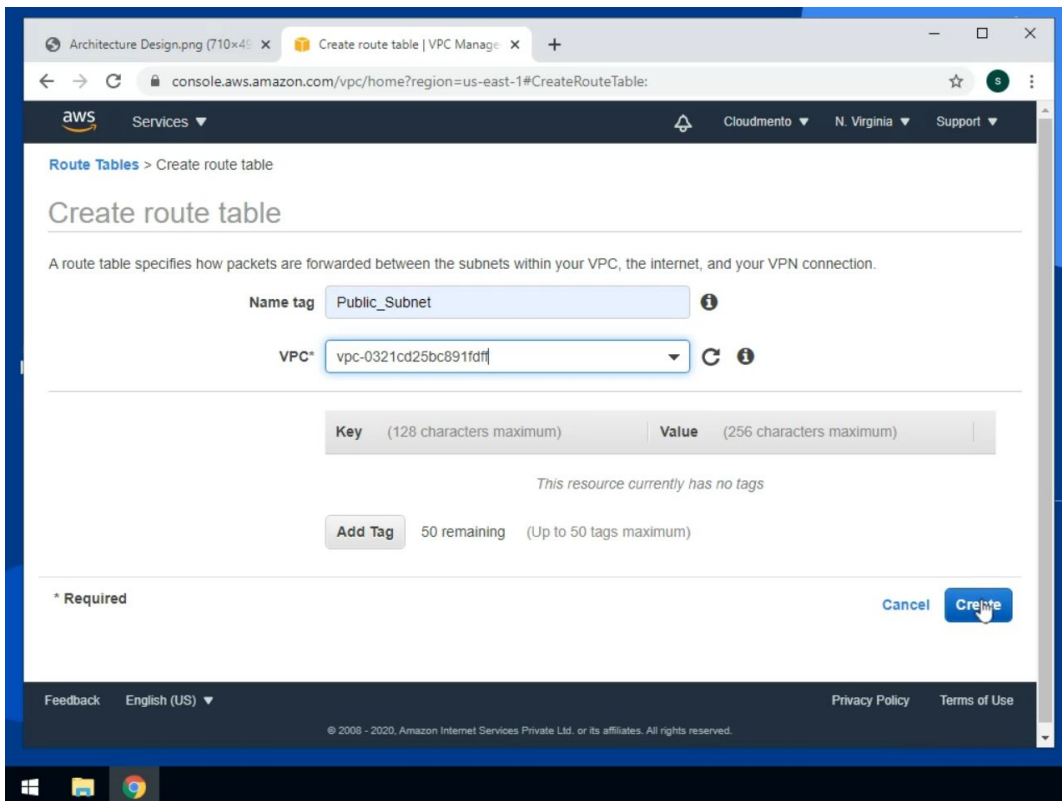 Architecture Design.png (710×49
Create route table | VPC Manage
console.aws.amazon.com/vpc/home?region=us-east-1#CreateRouteTable:
S
aws Services Cloudmento N. Virginia Support
Route Tables > Create route table
Create route table
A route table specifies how packets are forwarded between the subnets within your VPC, the internet, and your VPN connection.
Name tag Public_Subnet
VPC* vpc-0321cd25bc891fdff
Key (128 characters maximum) Value (256 characters maximum)
This resource currently has no tags
Add Tag 50 remaining (Up to 50 tags maximum)
* Required
Cancel Create
Feedback English (US) Privacy Policy Terms of Use
© 2008 - 2020, Amazon Internet Services Private Ltd. or its affiliates. All rights reserved.